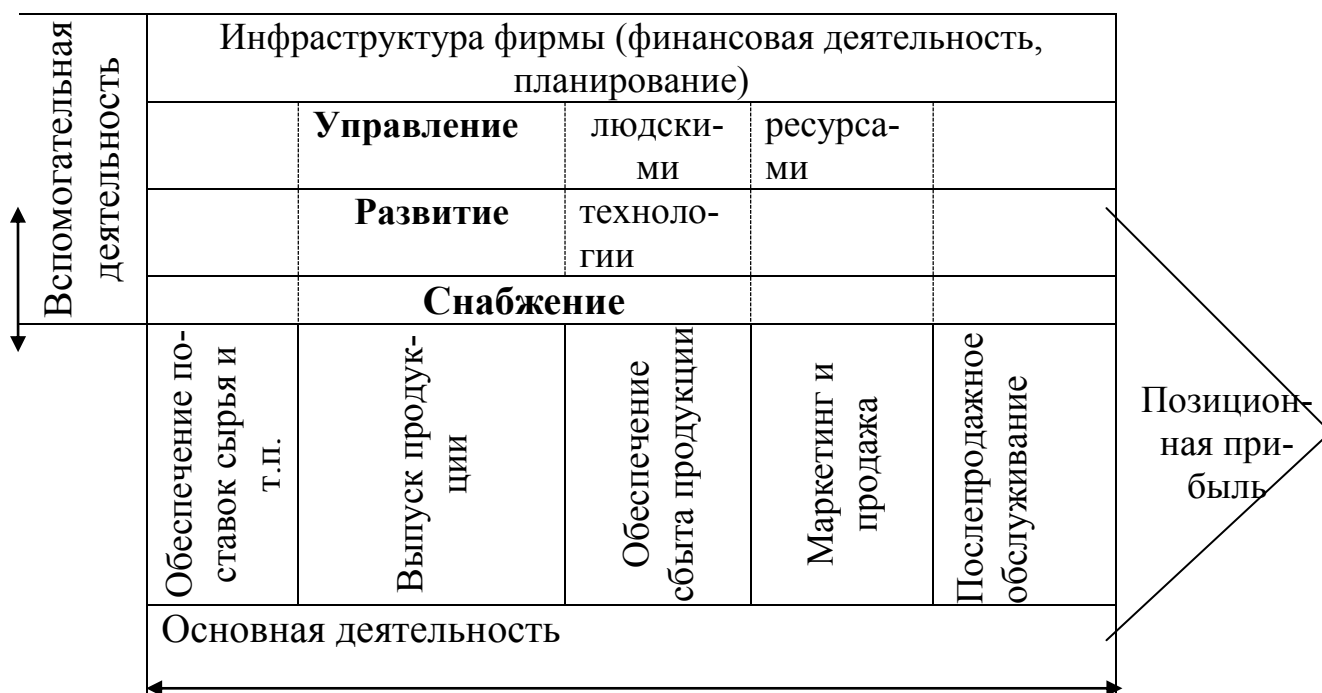 Вспомогательная
деятельность
Инфраструктура фирмы (финансовая деятельность,
планирование)
Управление
людски-
ми
ресурса-
ми
Развитие
техноло-
гии
Снабжение
Обеспечение по-
ставок сырья и
т.п.
Выпуск продук-
ции
Обеспечение
сбыта продукции
Маркетинг и
продажа
Послепродажное
обслуживание
Позицион-
ная при-
быль
Основная деятельность